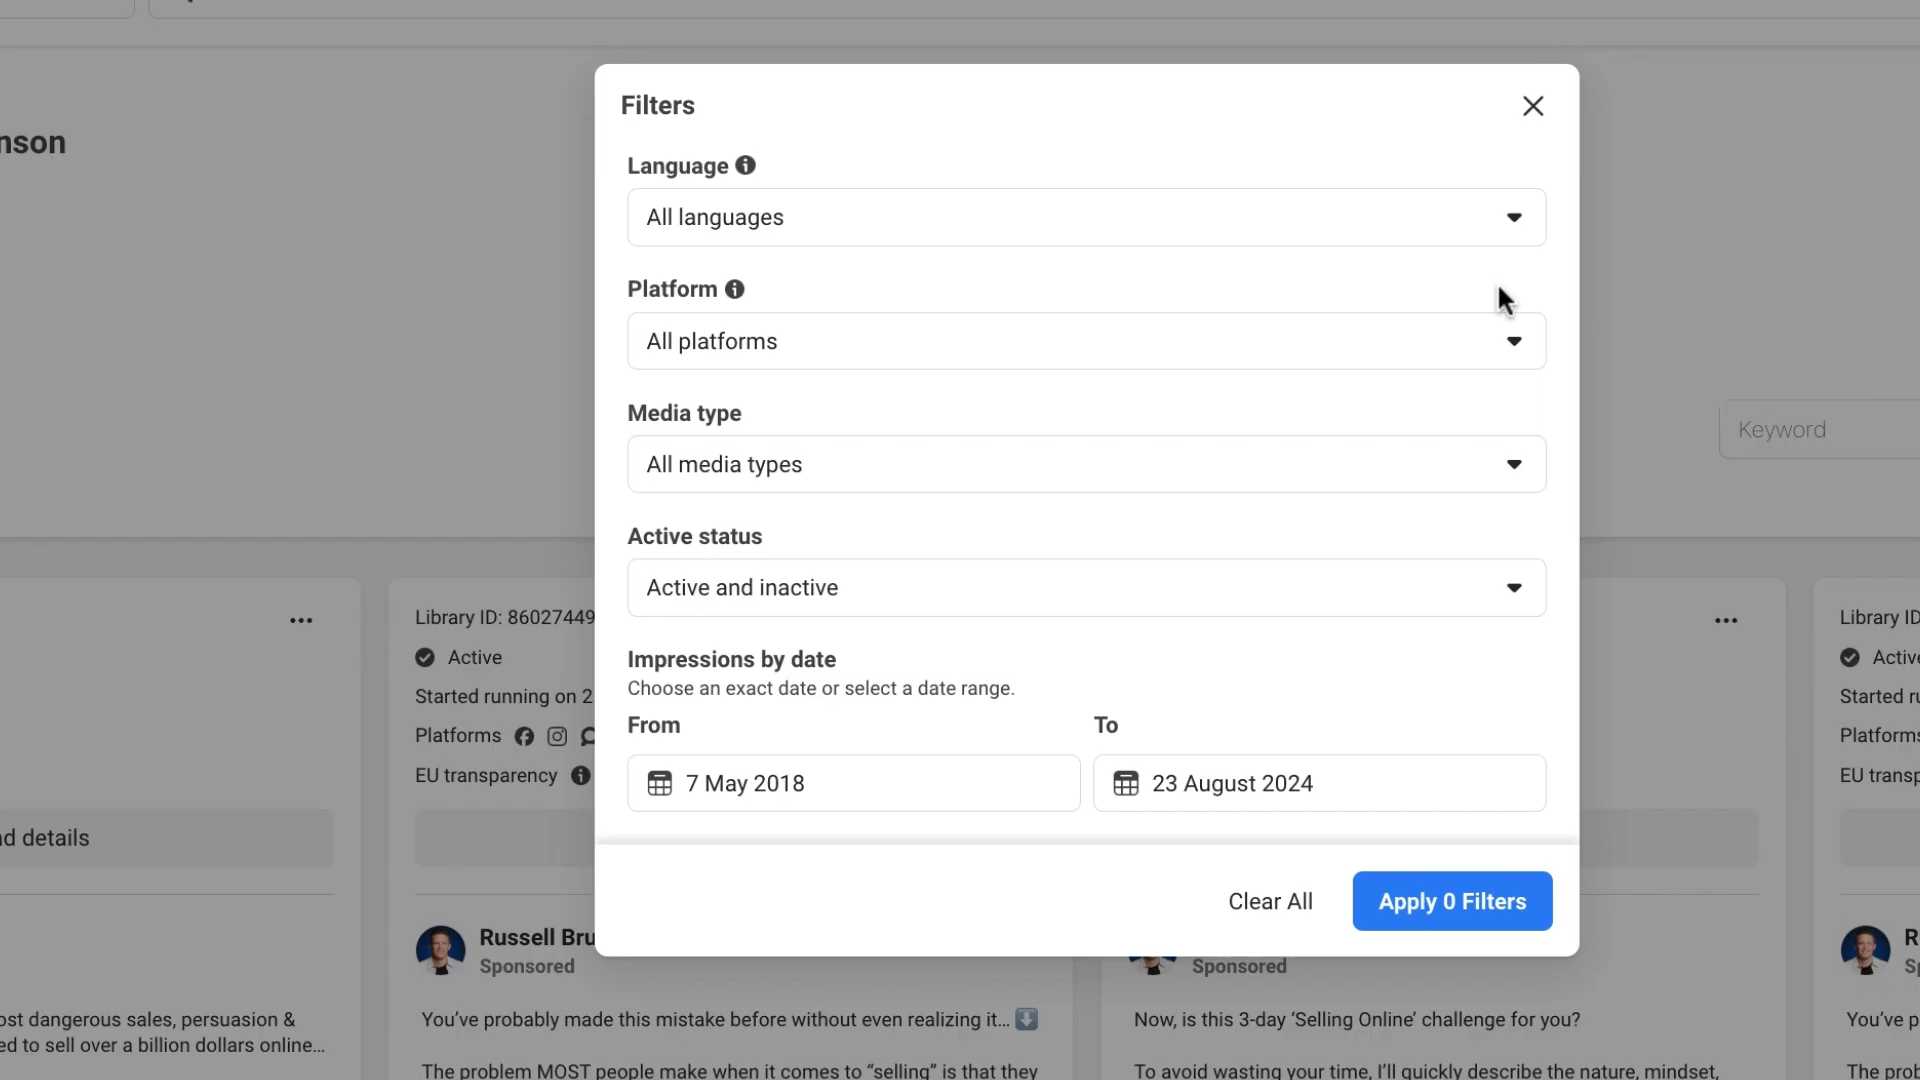 Filters
nson
Language
All languages
Platform
All platforms
Media type
All media types
Keyword
Active status
Active and inactive
Impressions by date
Choose an exact date or select a date range.
From
To
7 May 2018
23 August 2024
Clear All
Apply 0 Filters
d details
ost dangerous sales, persuasion &
ed to sell over a billion dollars online...
Library ID: 86027449
Active
Started running on 2
Platforms
EU transparency
Russell Bru
Sponsored
You've probably made this mistake before without even realizing it...
The problem MOST people make when it comes to “selling” is that they
Sponsored
Now, is this 3-day ‘Selling Online’ challenge for you?
To avoid wasting your time, I'll quickly describe the nature, mindset,
Library ID
Active
Started ru
Platforms
EU transp
R
Sp
You've p
The prob